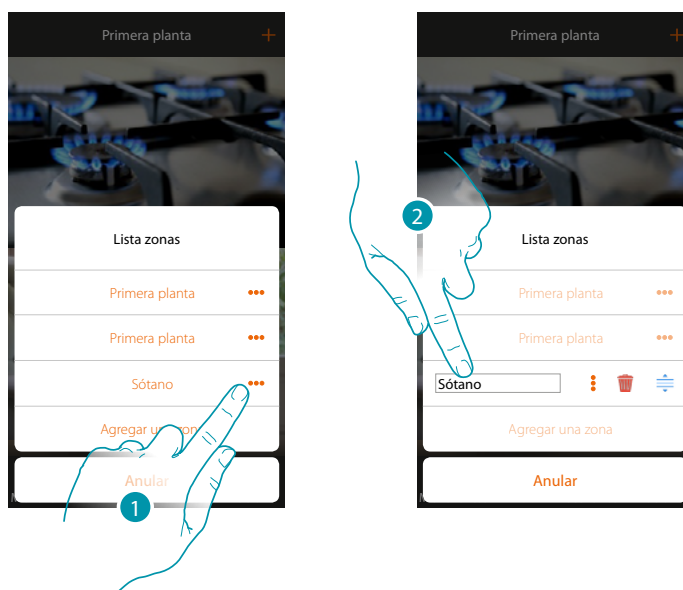 Primera planta +
Lista zonas
Primera planta
Primera planta
Sótano
Agregar una zona
Anular
1
Primera planta +
2
Lista zonas
Primera planta
Primera planta
Sótano
Agregar una zona
Anular